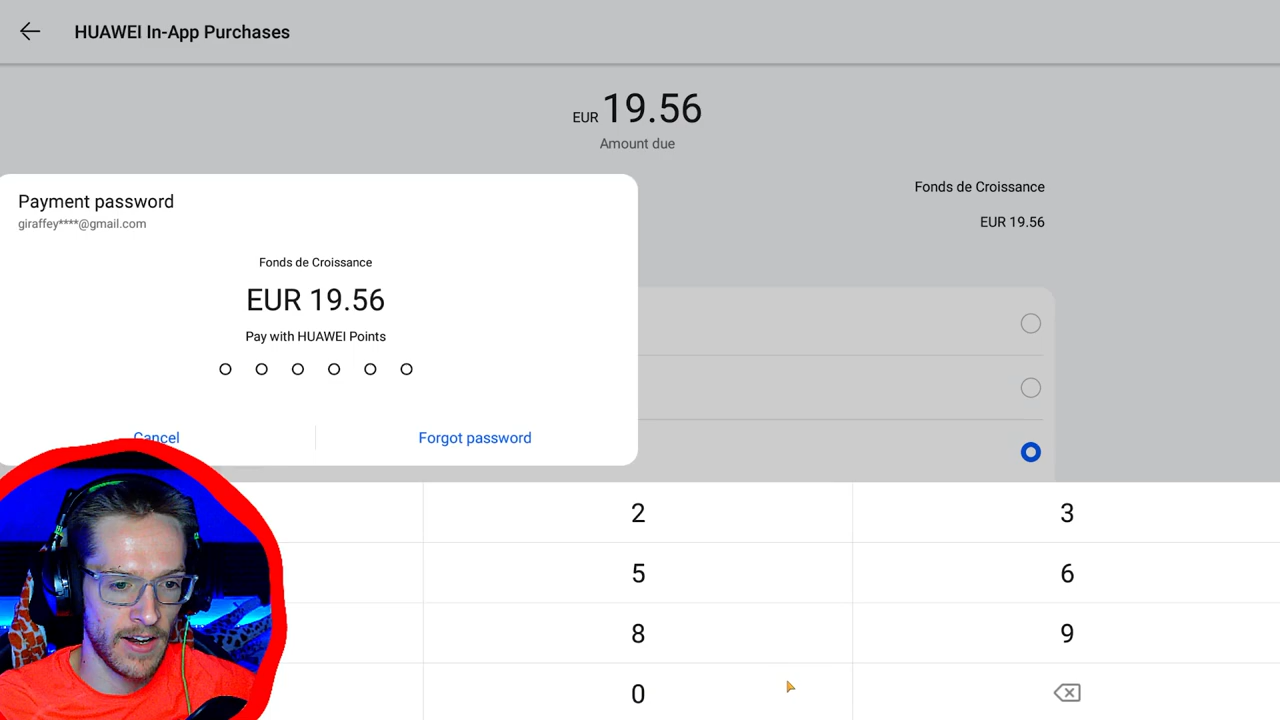 HUAWEI In-App Purchases
EUR 19.56
Amount due
Fonds de Croissance
EUR 19.56
Payment password
giraffey****@gmail.com
Fonds de Croissance
EUR 19.56
Pay with HUAWEI Points
Cancel
Forgot password
2
3
5
6
8
9
0